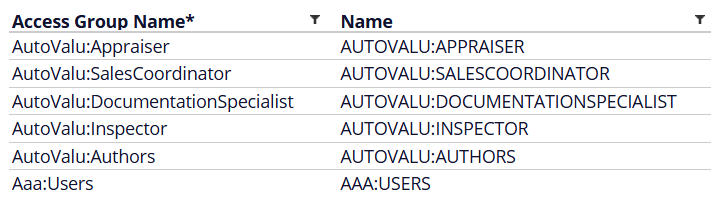 Access Group Name* Name
AutoValu:Appraiser AUTOVALU:APPRAISER
AutoValu:SalesCoordinator AUTOVALU:SALESCOORDINATOR
AutoValu:DocumentationSpecialist AUTOVALU:DOCUMENTATIONSPECIALIST
AutoValu:Inspector AUTOVALU:INSPECTOR
AutoValu:Authors AUTOVALU:AUTHORS
Aaa:Users AAA:USERS